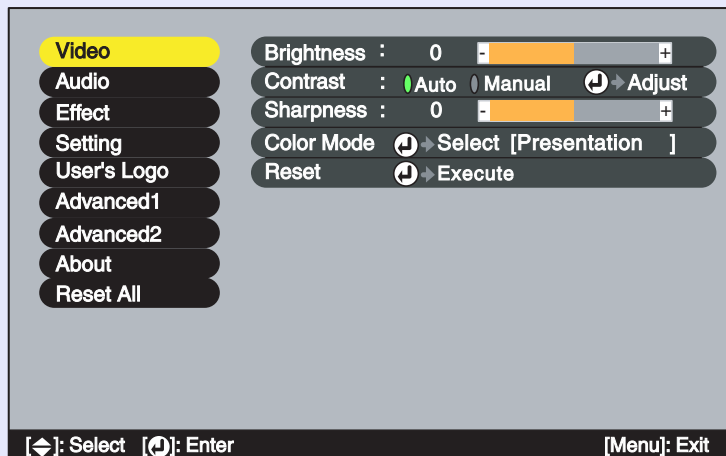 Video
Audio
Effect
Setting
User's Logo
Advanced1
Advanced2
About
Reset All
Brightness : 0 - +
Contrast : Auto Manual Adjust
Sharpness : 0 - +
Color Mode Select [Presentation ]
Reset Execute
[ ]: Select [ ]: Enter [Menu]: Exit